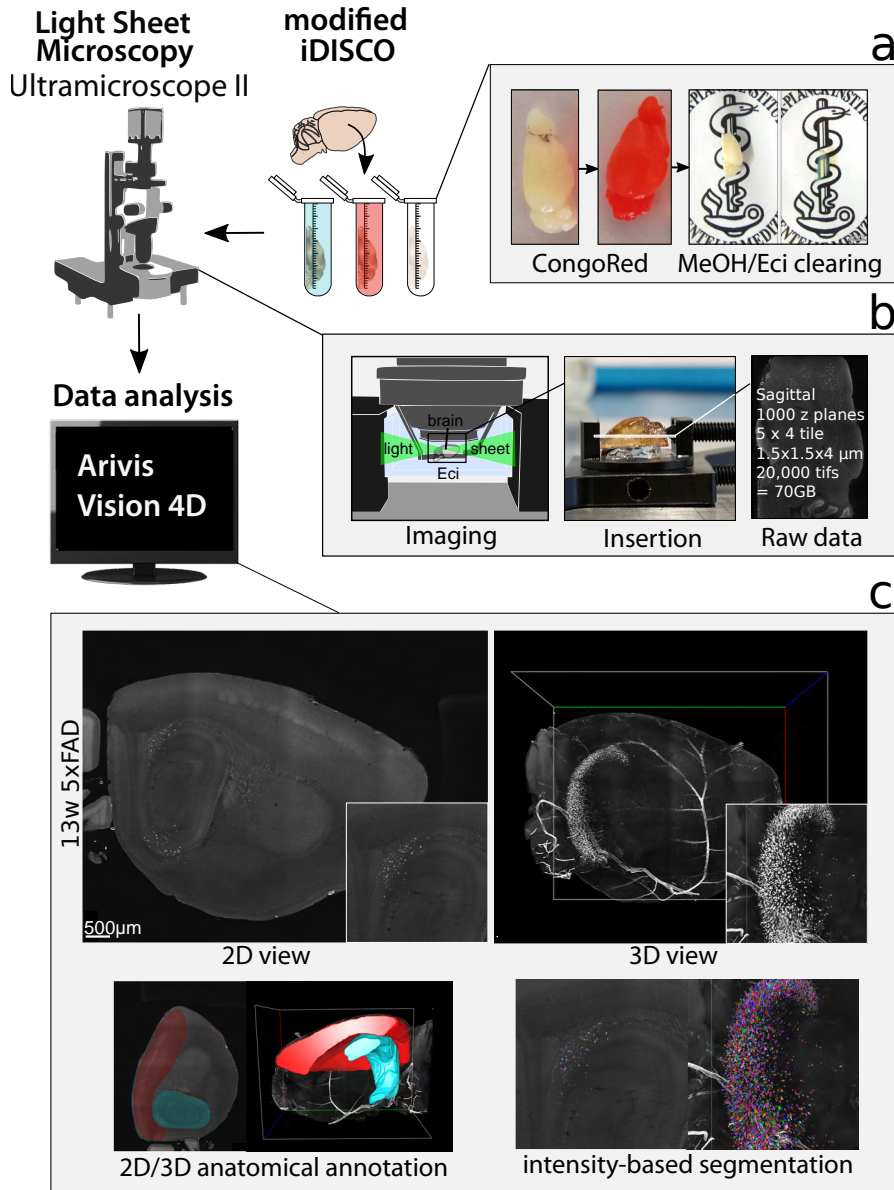 Light Sheet
Microscopy
Ultramicroscope II
modified
iDISCO
a
CongoRed
MeOH/Eci clearing
b
brain
light
sheet
Eci
Imaging
Insertion
Sagittal
1000 z planes
5 x 4 tile
1.5x1.5x4 µm
20,000 tifs
= 70GB
Raw data
Data analysis
Arivis
Vision 4D
c
13w 5xFAD
500µm
2D view
3D view
2D/3D anatomical annotation
intensity-based segmentation